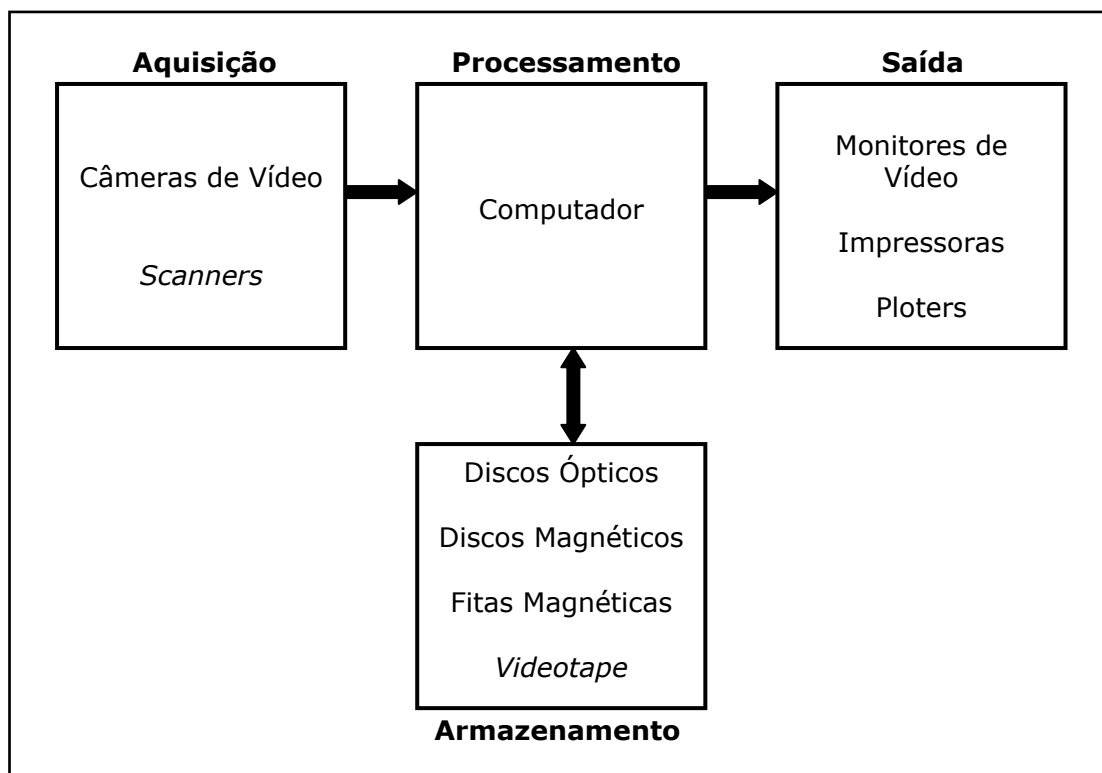 Aquisição
Câmeras de Vídeo
Scanners
Processamento
Computador
Saída
Monitores de
Vídeo
Impressoras
Ploters
Discos Ópticos
Discos Magnéticos
Fitas Magnéticas
Videotape
Armazenamento